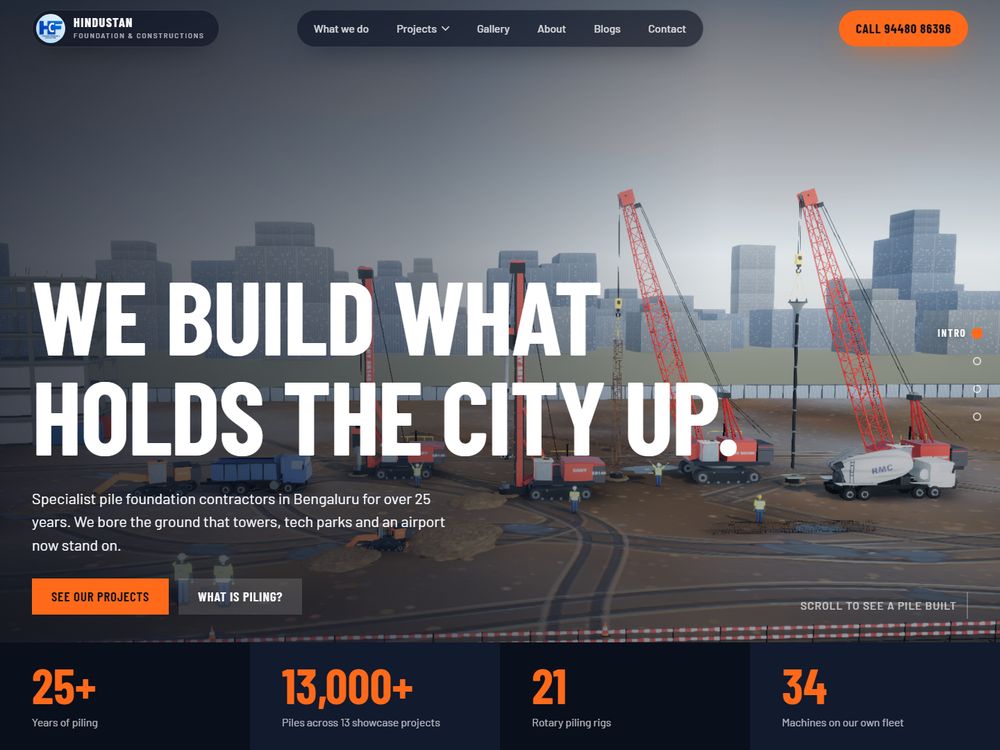 HINDUSTAN
FOUNDATION & CONSTRUCTIONS
What we do
Projects
Gallery
About
Blogs
Contact
CALL 94480 86396
WE BUILD WHAT
HOLDS THE CITY UP.
INTRO
RMC
Specialist pile foundation contractors in Bengaluru for over 25
years. We bore the ground that towers, tech parks and an airport
now stand on.
SEE OUR PROJECTS
WHAT IS PILING?
SCROLL TO SEE A PILE BUILT
25+
Years of piling
13,000+
Piles across 13 showcase projects
21
Rotary piling rigs
34
Machines on our own fleet